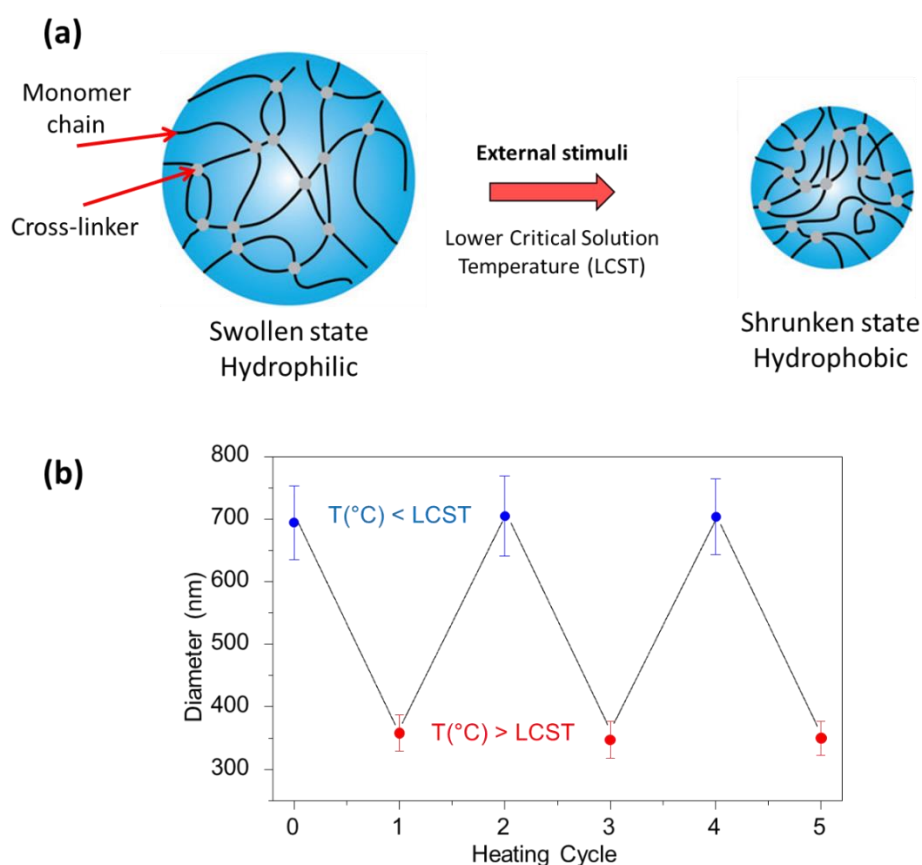 (a)
Monomer
chain
Cross-linker
External stimuli
Lower Critical Solution
Temperature (LCST)
Swollen state
Hydrophilic
Shrunken state
Hydrophobic
(b)
800
700
600
500
400
300
Diameter (nm)
T(°C) < LCST
T(°C) > LCST
0 1 2 3 4 5
Heating Cycle